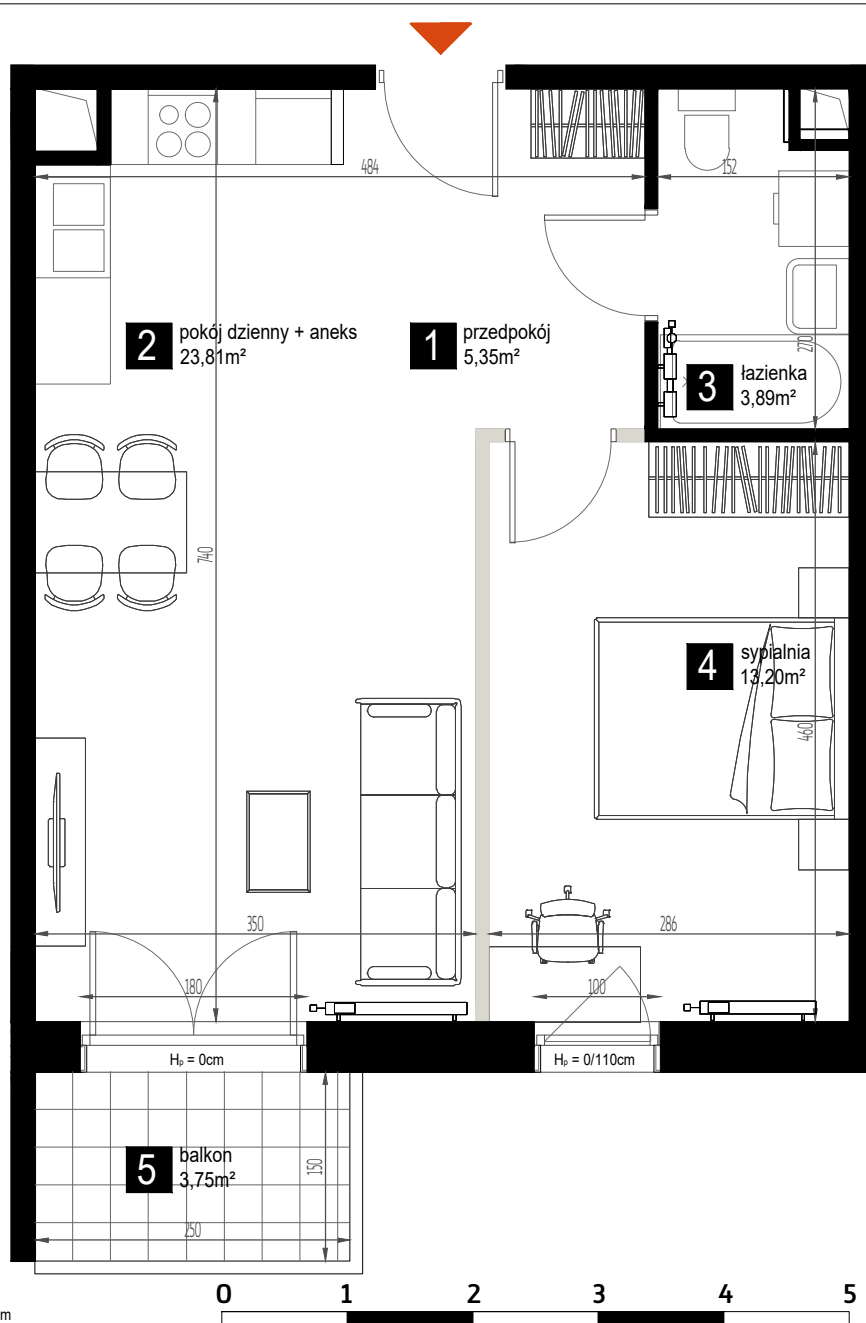 484
152
2
pokój dzienny + aneks
23,81m²
1
przedpokój
5,35m²
270
3
łazienka
3,89m²
740
4
sypialnia
13,20m²
460
350
286
180
100
Hₚ = 0cm
Hₚ = 0/110cm
5
balkon
3,75m²
150
250
0 1 2 3 4 5
m